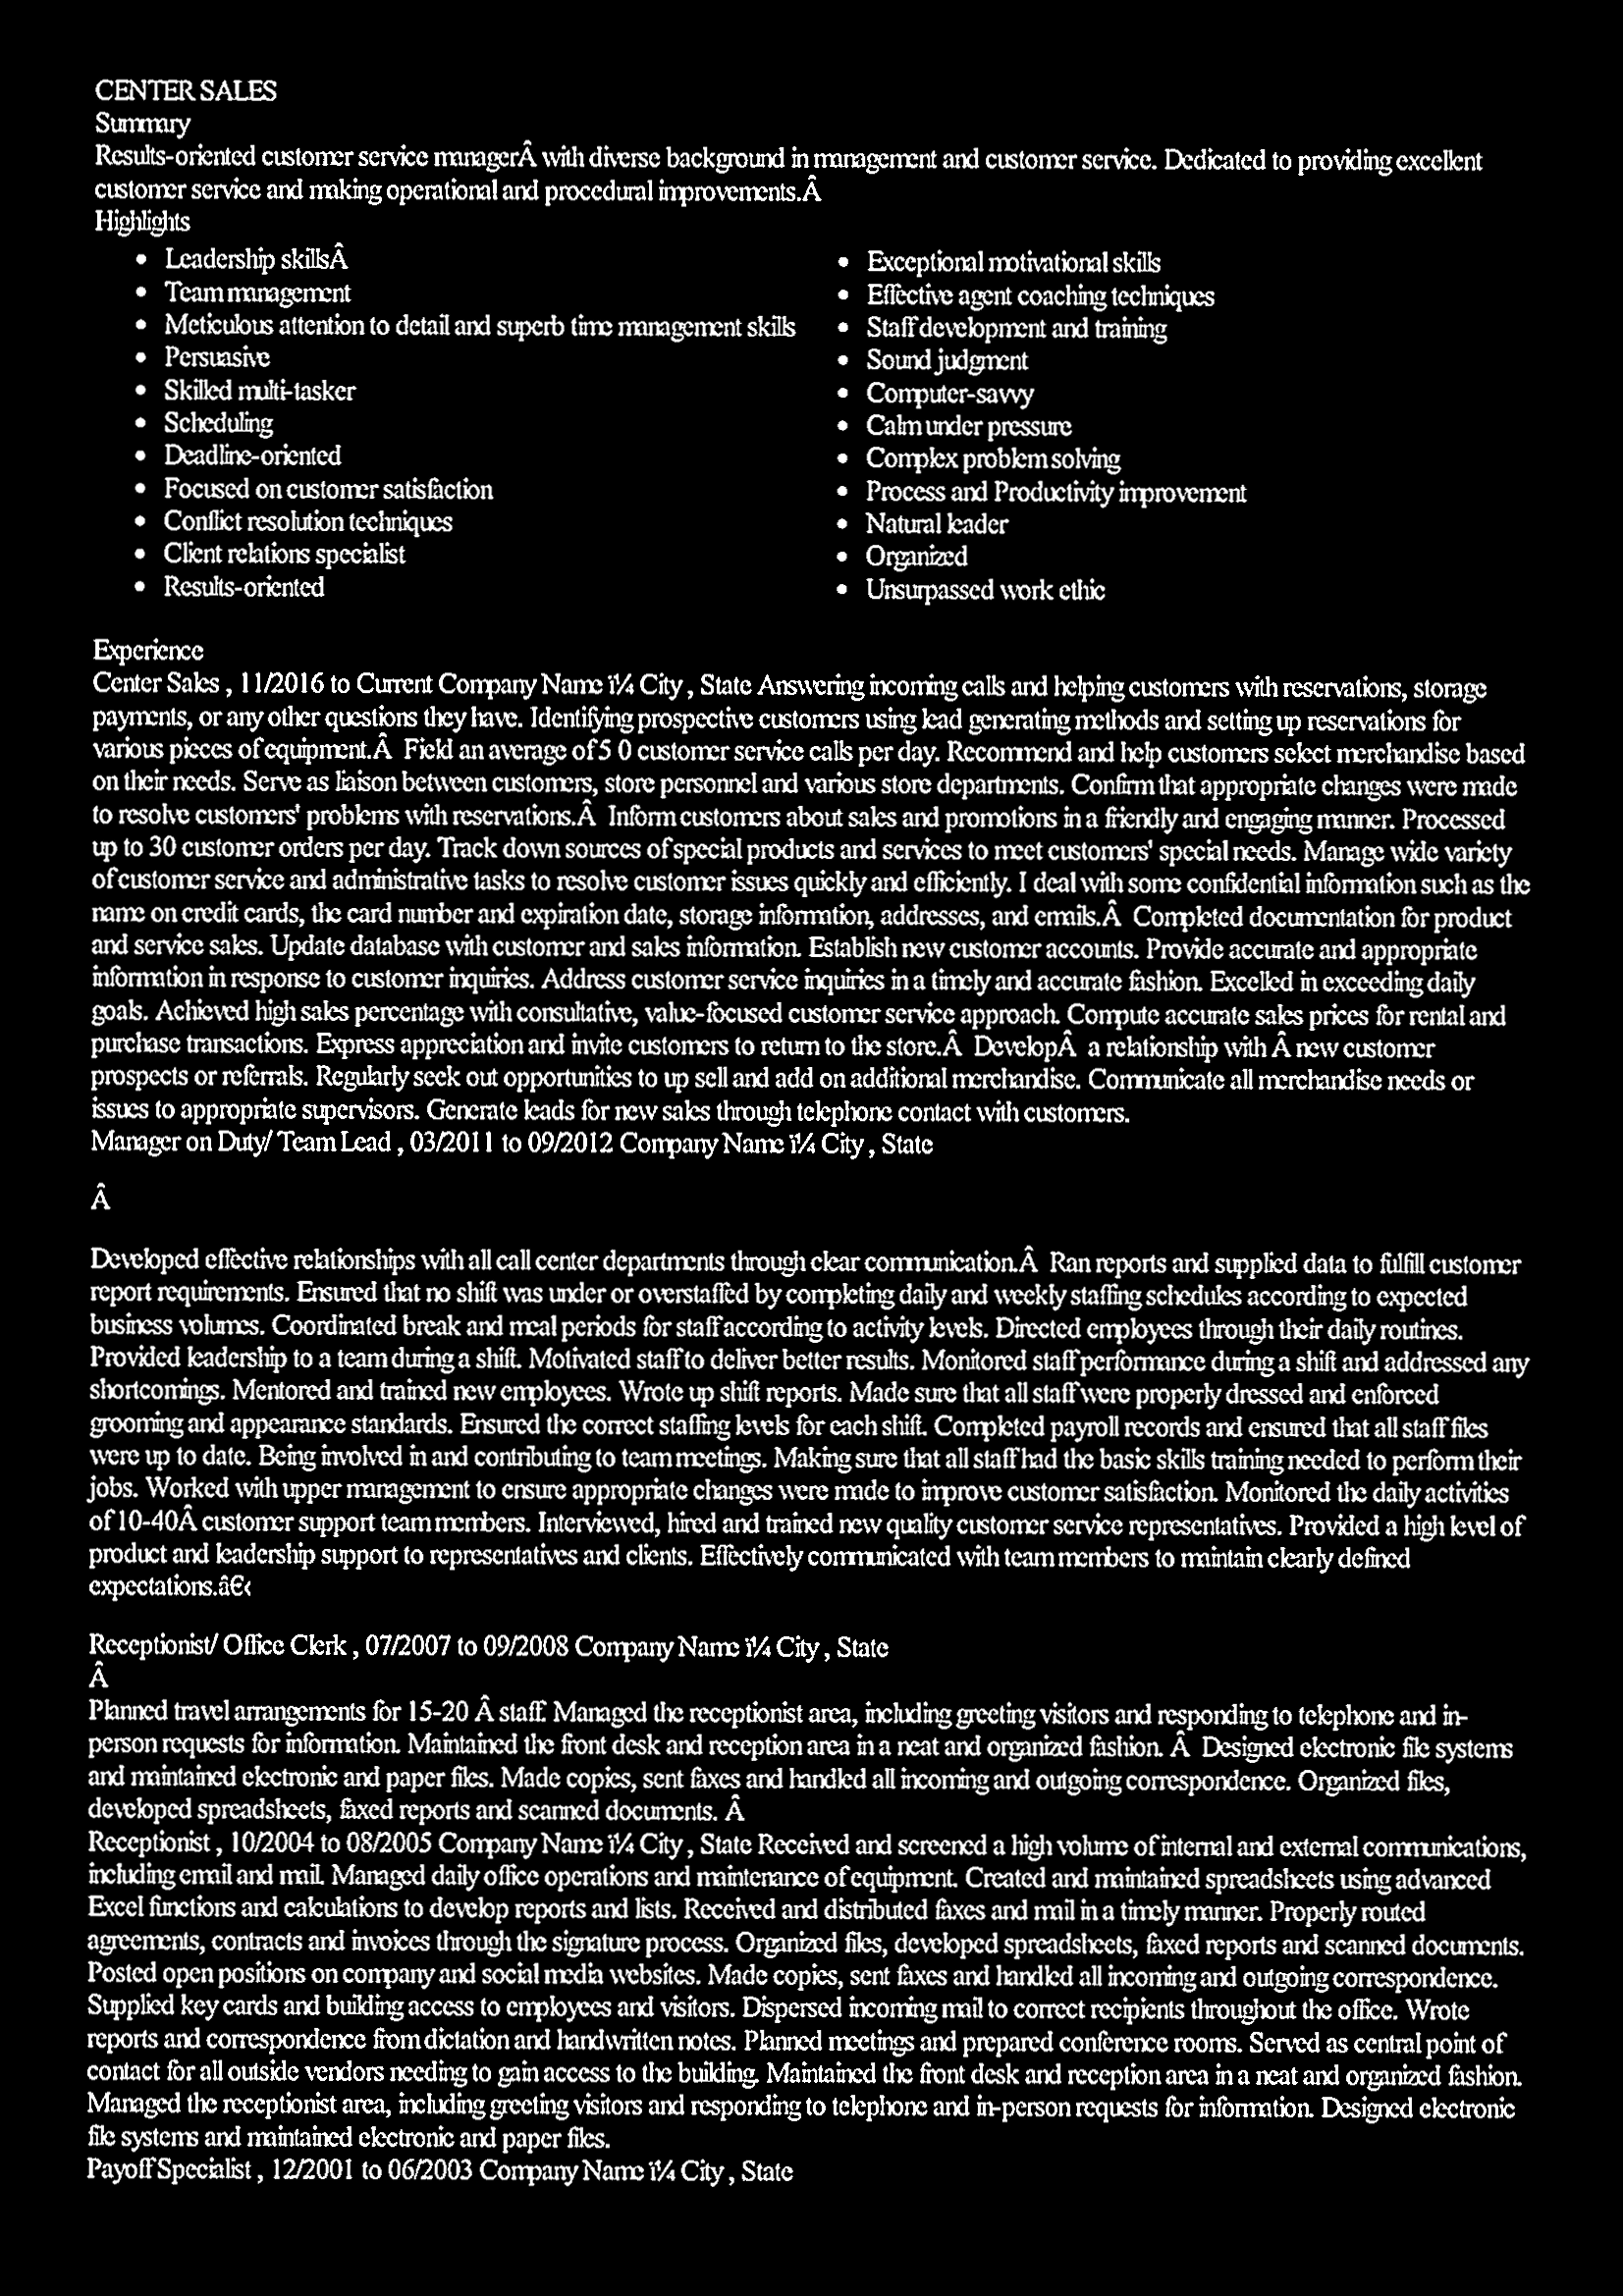 CENTER SALES
Summary
Results-oriented customer service managerÂ with diverse background in management and customer service. Dedicated to providing excellent
customer service and making operational and procedural improvements.Â
Highlights
• Leadership skillsÂ
• Team management
• Meticulous attention to detail and superb time management skills
• Persuasive
• Skilled multi-tasker
• Scheduling
• Deadline-oriented
• Focused on customer satisfaction
• Conflict resolution techniques
• Client relations specialist
• Results-oriented
• Exceptional motivational skills
• Effective agent coaching techniques
• Staff development and training
• Sound judgment
• Computer-savvy
• Calm under pressure
• Complex problem solving
• Process and Productivity improvement
• Natural leader
• Organized
• Unsurpassed work ethic
Experience
Center Sales , 11/2016 to Current Company Name ï¼ City , State Answering incoming calls and helping customers with reservations, storage
payments, or any other questions they have. Identifying prospective customers using lead generating methods and setting up reservations for
various pieces of equipment.Â  Field an average of 5 0 customer service calls per day. Recommend and help customers select merchandise based
on their needs. Serve as liaison between customers, store personnel and various store departments. Confirm that appropriate changes were made
to resolve customers' problems with reservations.Â  Inform customers about sales and promotions in a friendly and engaging manner. Processed
up to 30 customer orders per day. Track down sources of special products and services to meet customers' special needs. Manage wide variety
of customer service and administrative tasks to resolve customer issues quickly and efficiently. I deal with some confidential information such as the
name on credit cards, the card number and expiration date, storage information, addresses, and emails.Â  Completed documentation for product
and service sales. Update database with customer and sales information. Establish new customer accounts. Provide accurate and appropriate
information in response to customer inquiries. Address customer service inquiries in a timely and accurate fashion. Excelled in exceeding daily
goals. Achieved high sales percentage with consultative, value-focused customer service approach. Compute accurate sales prices for rental and
purchase transactions. Express appreciation and invite customers to return to the store.Â  DevelopÂ  a relationship with Â new customer
prospects or referrals. Regularly seek out opportunities to up sell and add on additional merchandise. Communicate all merchandise needs or
issues to appropriate supervisors. Generate leads for new sales through telephone contact with customers.
Manager on Duty/ Team Lead , 03/2011 to 09/2012 Company Name ï¼ City , State
Â
Developed effective relationships with all call center departments through clear communication.Â  Ran reports and supplied data to fulfill customer
report requirements. Ensured that no shift was under or overstaffed by completing daily and weekly staffing schedules according to expected
business volumes. Coordinated break and meal periods for staff according to activity levels. Directed employees through their daily routines.
Provided leadership to a team during a shift. Motivated staff to deliver better results. Monitored staff performance during a shift and addressed any
shortcomings. Mentored and trained new employees. Wrote up shift reports. Made sure that all staff were properly dressed and enforced
grooming and appearance standards. Ensured the correct staffing levels for each shift. Completed payroll records and ensured that all staff files
were up to date. Being involved in and contributing to team meetings. Making sure that all staff had the basic skills training needed to perform their
jobs. Worked with upper management to ensure appropriate changes were made to improve customer satisfaction. Monitored the daily activities
of 10-40Â customer support team members. Interviewed, hired and trained new quality customer service representatives. Provided a high level of
product and leadership support to representatives and clients. Effectively communicated with team members to maintain clearly defined
expectations.â€‹
Receptionist/ Office Clerk , 07/2007 to 09/2008 Company Name ï¼ City , State
Â
Planned travel arrangements for 15-20 Â staff. Managed the receptionist area, including greeting visitors and responding to telephone and in-
person requests for information. Maintained the front desk and reception area in a neat and organized fashion. Â  Designed electronic file systems
and maintained electronic and paper files. Made copies, sent faxes and handled all incoming and outgoing correspondence. Organized files,
developed spreadsheets, faxed reports and scanned documents. Â
Receptionist , 10/2004 to 08/2005 Company Name ï¼ City , State Received and screened a high volume of internal and external communications,
including email and mail. Managed daily office operations and maintenance of equipment. Created and maintained spreadsheets using advanced
Excel functions and calculations to develop reports and lists. Received and distributed faxes and mail in a timely manner. Properly routed
agreements, contracts and invoices through the signature process. Organized files, developed spreadsheets, faxed reports and scanned documents.
Posted open positions on company and social media websites. Made copies, sent faxes and handled all incoming and outgoing correspondence.
Supplied key cards and building access to employees and visitors. Dispersed incoming mail to correct recipients throughout the office. Wrote
reports and correspondence from dictation and handwritten notes. Planned meetings and prepared conference rooms. Served as central point of
contact for all outside vendors needing to gain access to the building. Maintained the front desk and reception area in a neat and organized fashion.
Managed the receptionist area, including greeting visitors and responding to telephone and in-person requests for information. Designed electronic
file systems and maintained electronic and paper files.
Payoff Specialist , 12/2001 to 06/2003 Company Name ï¼ City , State